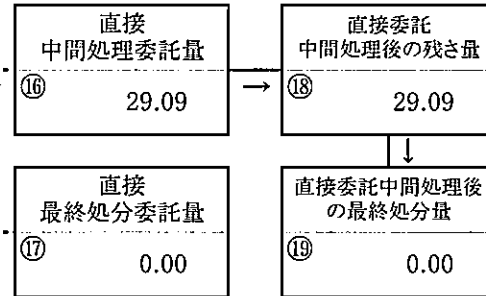 直接
中間処理委託量
⑯
29.09
→
直接委託
中間処理後の残さ量
⑱
29.09
↓
直接
最終処分委託量
⑰
0.00
直接委託中間処理後
の最終処分量
⑲
0.00